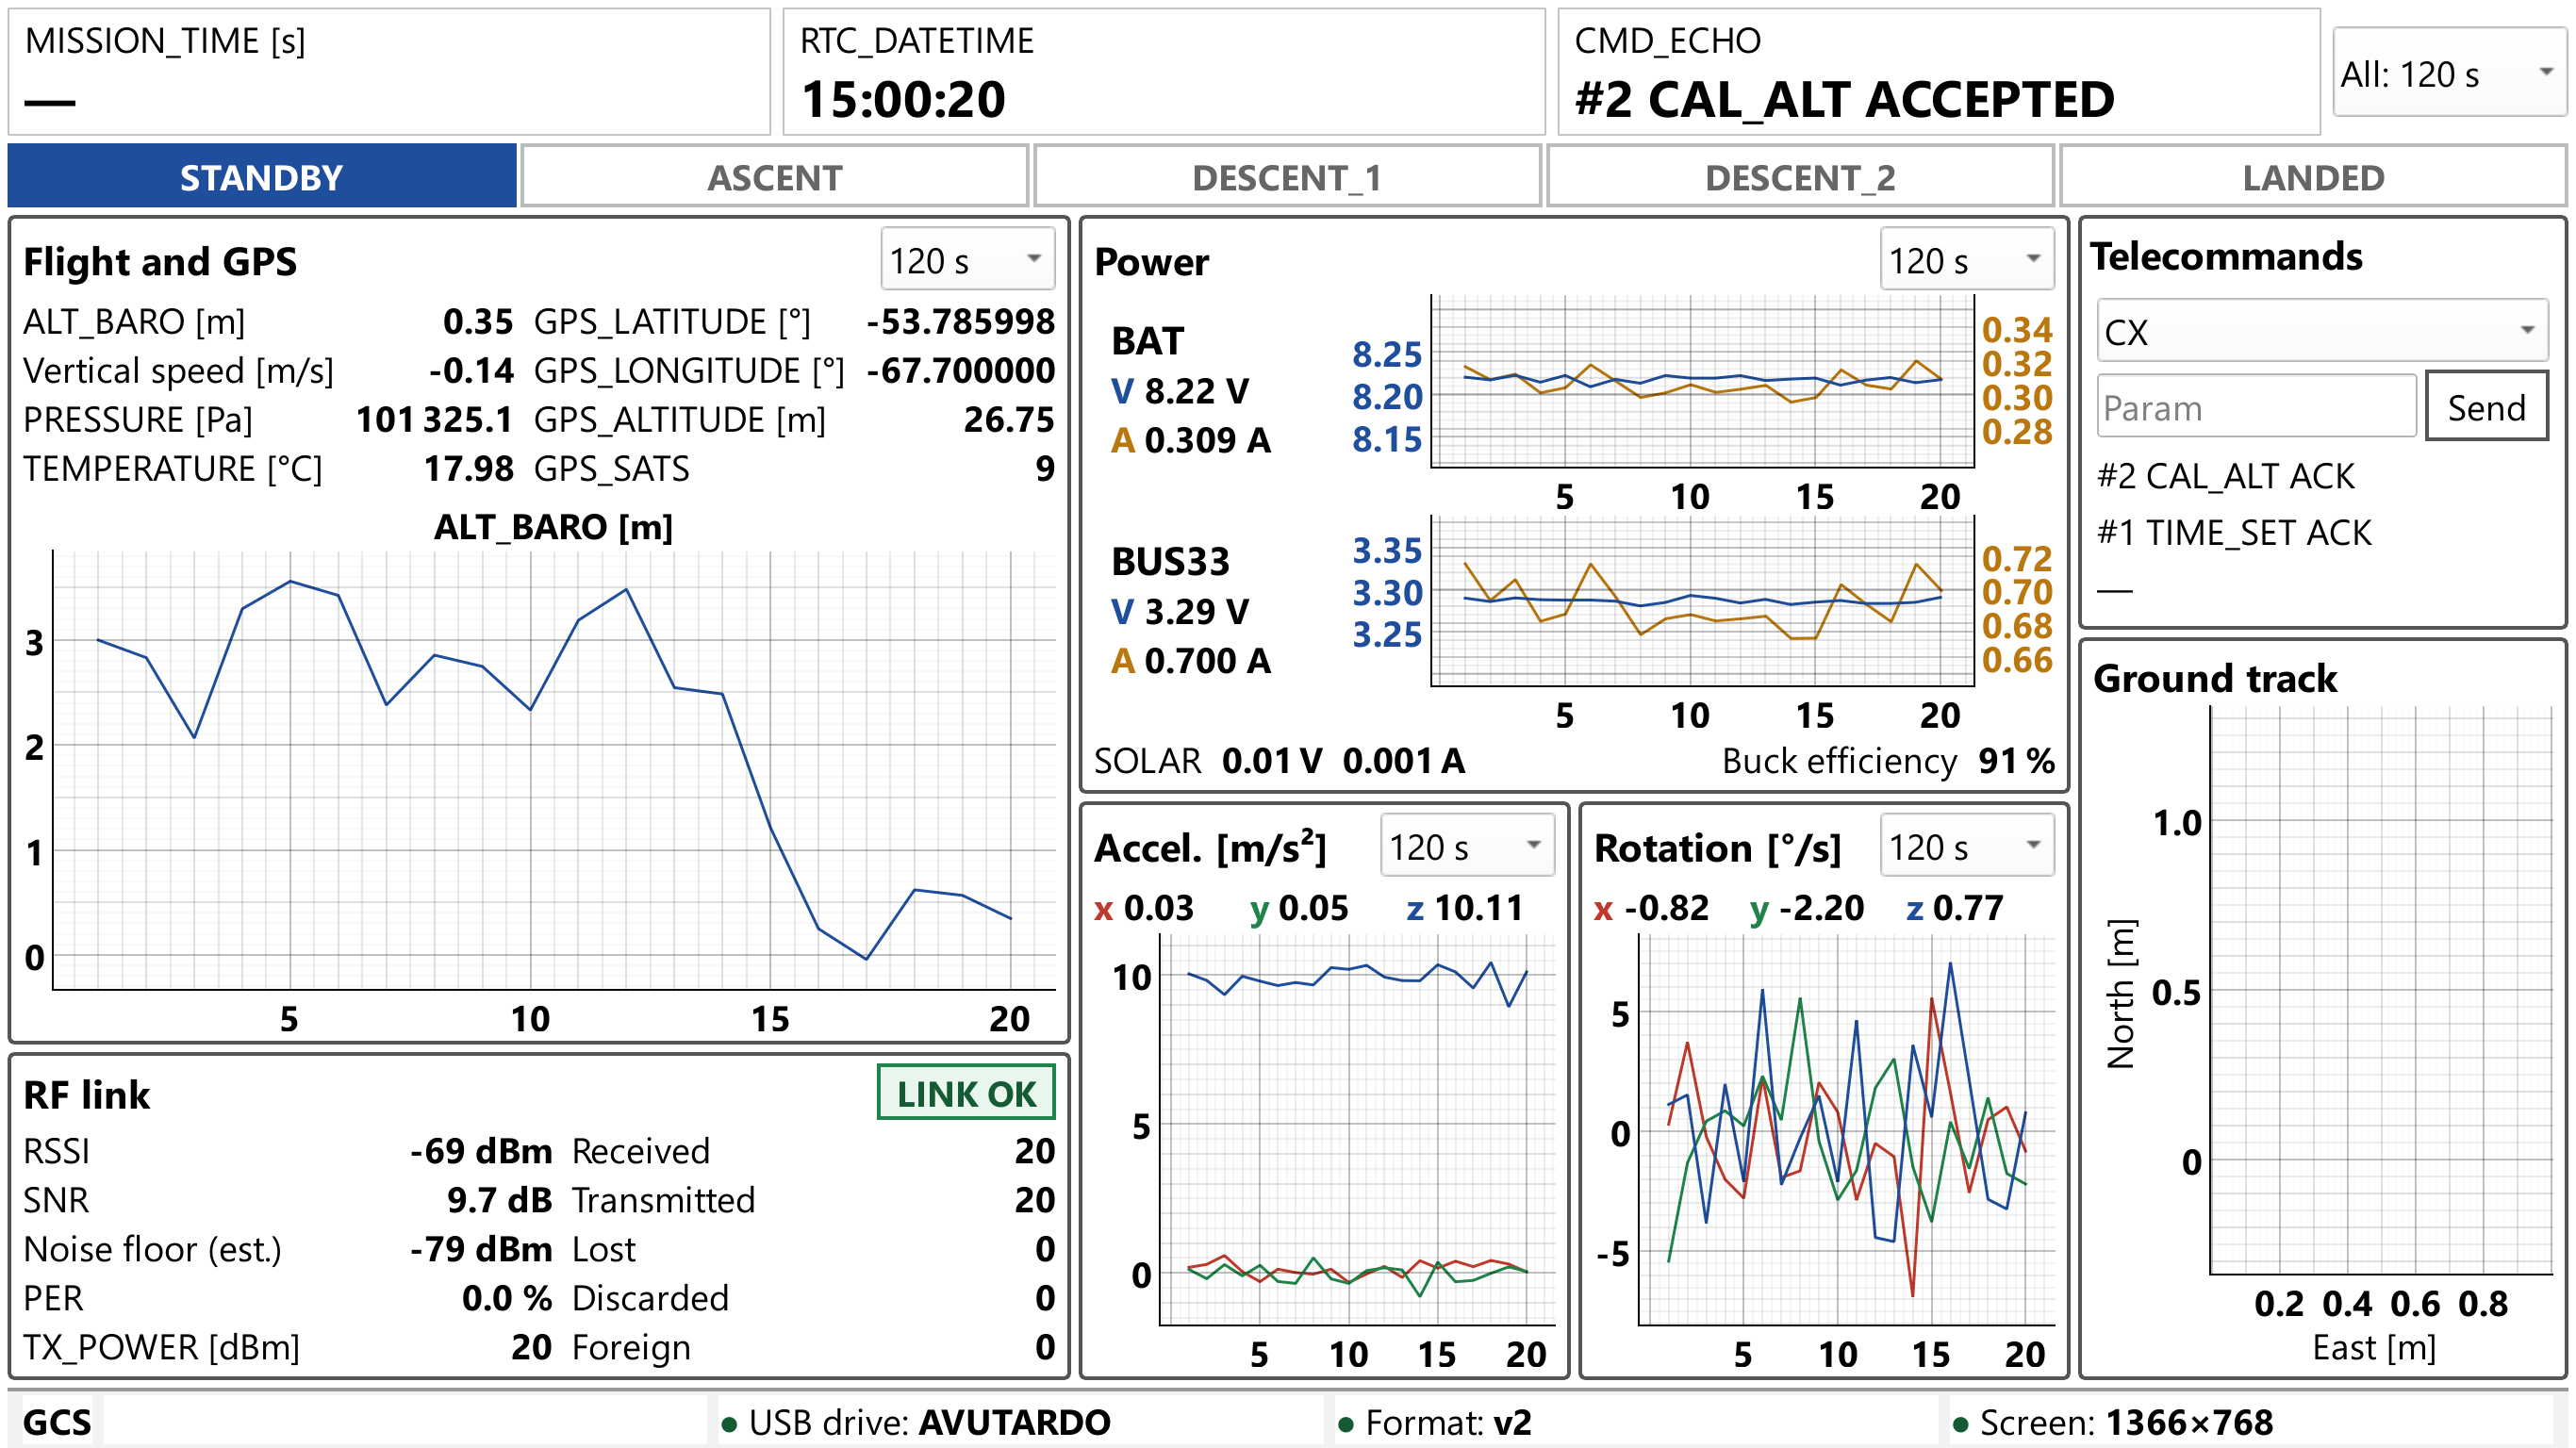 MISSION_TIME [s]
—
RTC_DATETIME
15:00:20
CMD_ECHO
#2 CAL_ALT ACCEPTED
All: 120 s
STANDBY
ASCENT
DESCENT_1
DESCENT_2
LANDED
Flight and GPS
120 s
ALT_BARO [m] 0.35 GPS_LATITUDE [°] -53.785998
Vertical speed [m/s] -0.14 GPS_LONGITUDE [°] -67.700000
PRESSURE [Pa] 101 325.1 GPS_ALTITUDE [m] 26.75
TEMPERATURE [°C] 17.98 GPS_SATS 9
ALT_BARO [m]
3
2
1
0
5 10 15 20
RF link
LINK OK
RSSI -69 dBm Received 20
SNR 9.7 dB Transmitted 20
Noise floor (est.) -79 dBm Lost 0
PER 0.0 % Discarded 0
TX_POWER [dBm] 20 Foreign 0
Power
120 s
BAT
V 8.22 V
A 0.309 A
8.25
8.20
8.15
0.34
0.32
0.30
0.28
5 10 15 20
BUS33
V 3.29 V
A 0.700 A
3.35
3.30
3.25
0.72
0.70
0.68
0.66
5 10 15 20
SOLAR 0.01 V 0.001 A
Buck efficiency 91 %
Accel. [m/s²]
120 s
x 0.03 y 0.05 z 10.11
10
5
0
5 10 15 20
Rotation [°/s]
120 s
x -0.82 y -2.20 z 0.77
5
0
-5
5 10 15 20
Telecommands
CX
Param
Send
#2 CAL_ALT ACK
#1 TIME_SET ACK
—
Ground track
North [m]
1.0
0.5
0
0.2 0.4 0.6 0.8
East [m]
GCS
USB drive: AVUTARDO
Format: v2
Screen: 1366×768